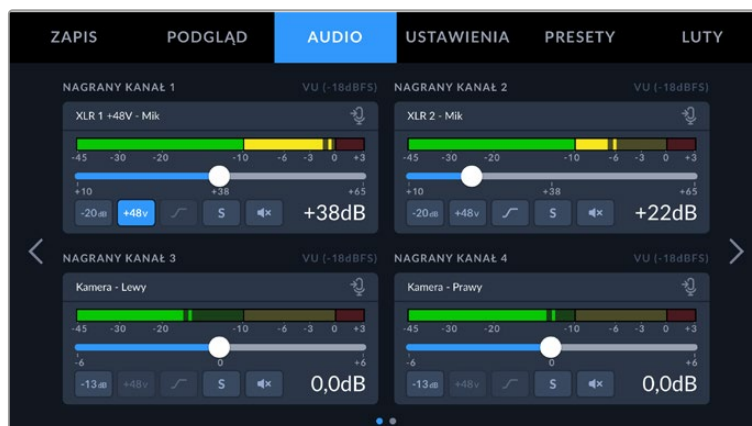 ZAPIS PODGLĄD AUDIO USTAWIENIA PRESETY LUTY
NAGRANY KANAŁ 1 VU (-18dBFS)
XLR 1 +48V - Mik
-45 -30 -20 -10 -6 -3 0 +3
+10 +38 +65
-20dB +48v S +38dB
NAGRANY KANAŁ 2 VU (-18dBFS)
XLR 2 - Mik
-45 -30 -20 -10 -6 -3 0 +3
+10 +38 +65
-20dB +48v S +22dB
NAGRANY KANAŁ 3 VU (-18dBFS)
Kamera - Lewy
-45 -30 -20 -10 -6 -3 0 +3
-6 0 +6
-13dB +48v S 0,0dB
NAGRANY KANAŁ 4 VU (-18dBFS)
Kamera - Prawy
-45 -30 -20 -10 -6 -3 0 +3
-6 0 +6
-13dB +48v S 0,0dB